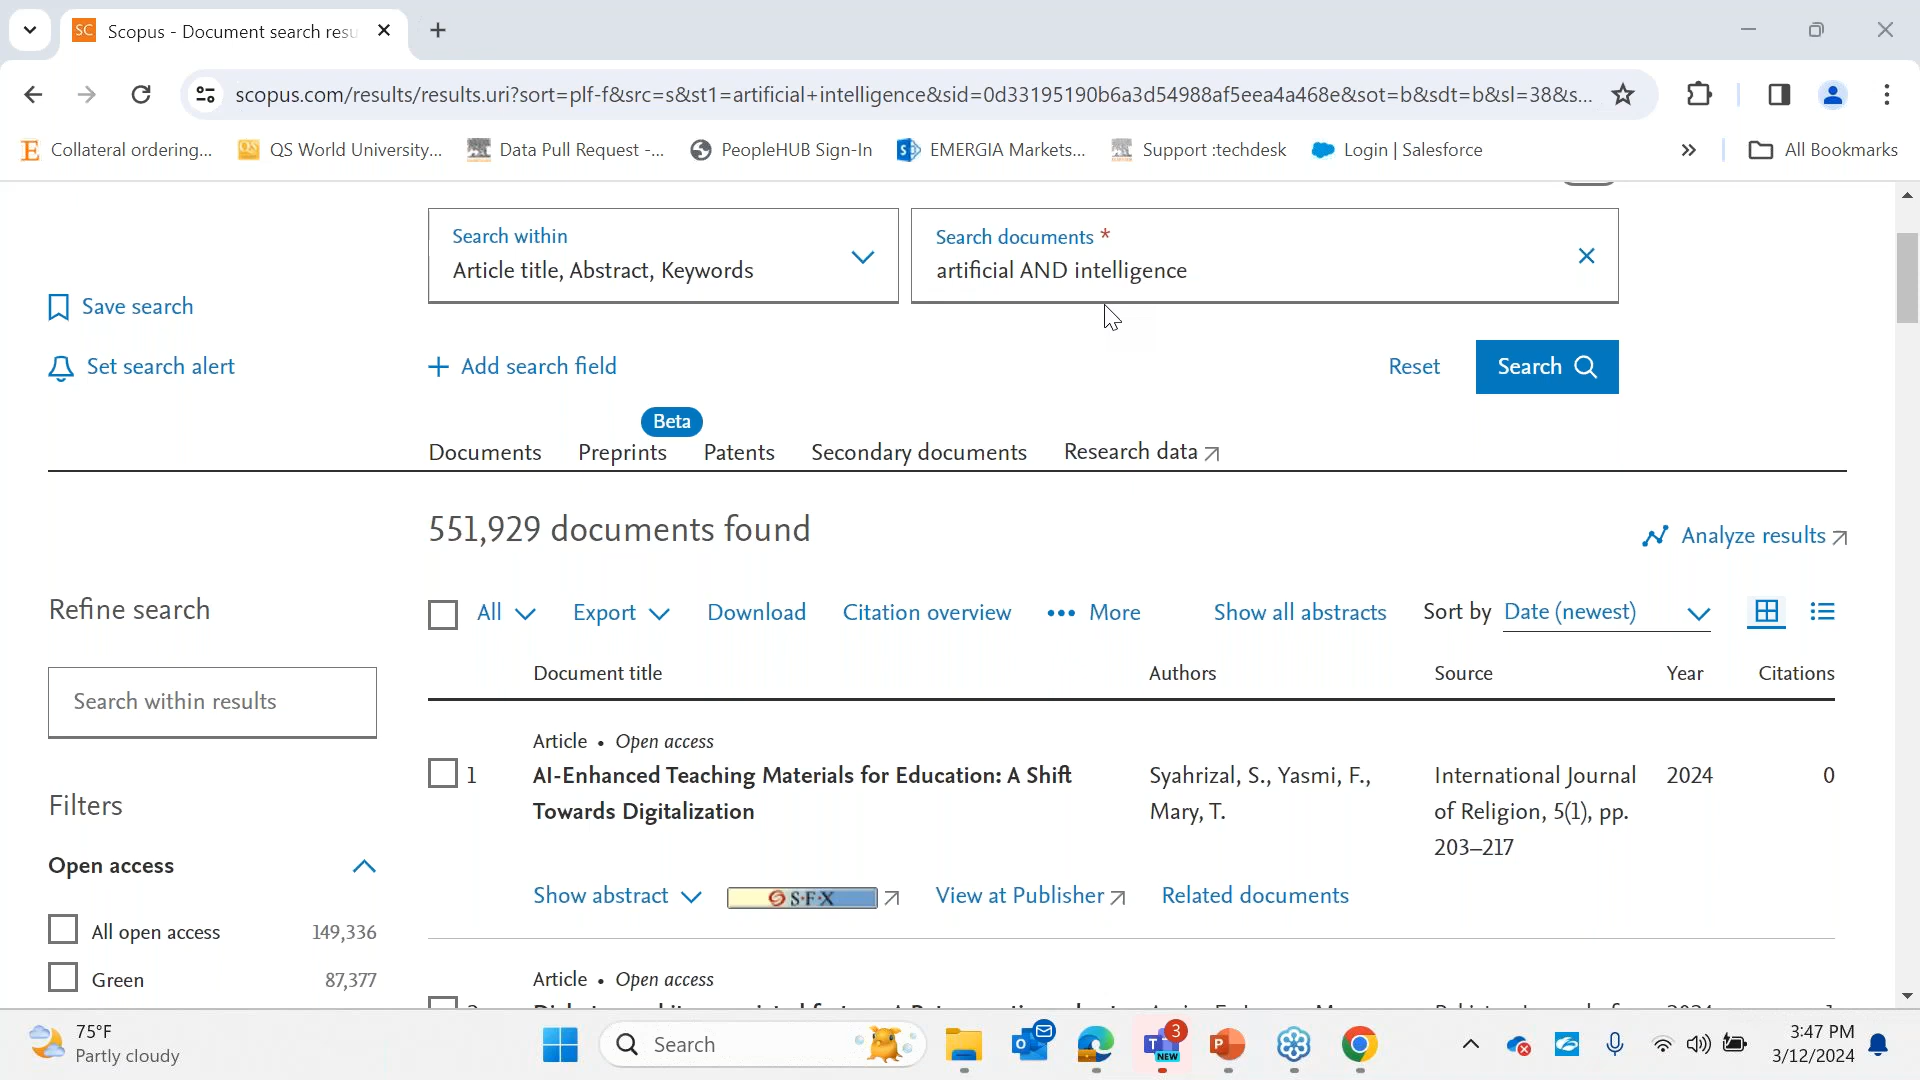 SC Scopus - Document search resu
scopus.com/results/results.uri?sort=plf-f&src=s&st1=artificial+intelligence&sid=0d33195190b6a3d54988af5eea4a468e&sot=b&sdt=b&sl=38&s...
Collateral ordering... QS World University... Data Pull Request -... PeopleHUB Sign-In EMERGIA Markets... Support :techdesk Login | Salesforce » All Bookmarks
Search within
Article title, Abstract, Keywords
Search documents *
artificial AND intelligence
Save search
Set search alert
Add search field
Reset
Search
Beta
Documents Preprints Patents Secondary documents Research data
551,929 documents found
Analyze results
Refine search
All Export Download Citation overview ••• More Show all abstracts Sort by Date (newest)
Search within results
Document title Authors Source Year Citations
Article • Open access
1 AI-Enhanced Teaching Materials for Education: A Shift
Towards Digitalization
Syahrizal, S., Yasmi, F.,
Mary, T.
International Journal
of Religion, 5(1), pp.
203–217
2024
0
Filters
Open access
Show abstract S·F·X View at Publisher Related documents
All open access 149,336
Green 87,377
Article • Open access
75°F
Partly cloudy
Search
3
NEW
3:47 PM
3/12/2024